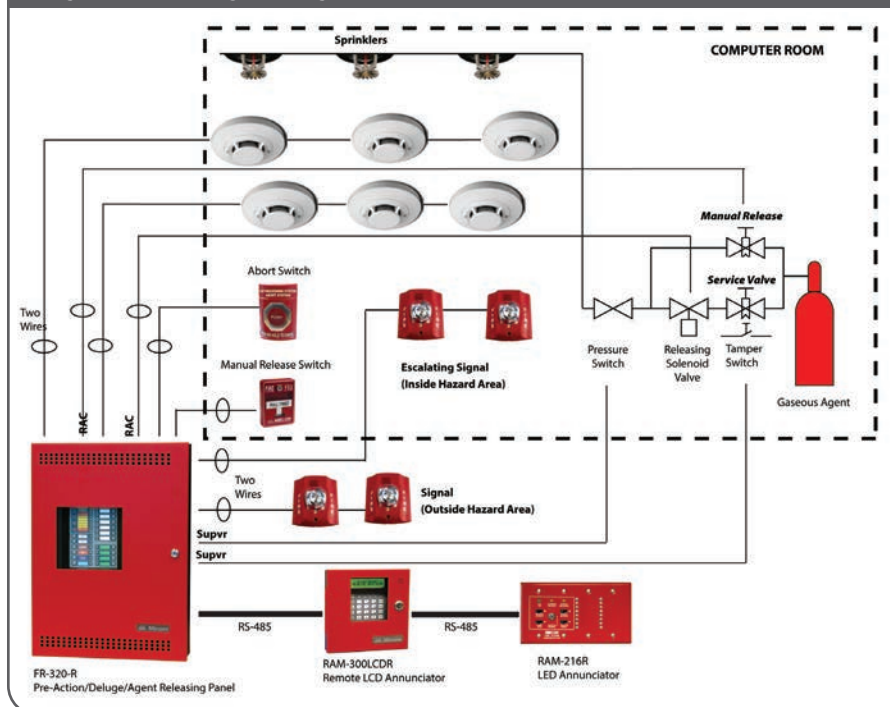 Sprinklers
COMPUTER ROOM
Manual Release
Abort Switch
Service Valve
Two
Wires
Manual Release Switch
Escalating Signal
(Inside Hazard Area)
Pressure
Switch
Releasing
Solenoid
Valve
Tamper
Switch
Gaseous Agent
RAC
RAC
Two
Wires
Signal
(Outside Hazard Area)
Supvr
Supvr
RS-485
RS-485
FR-320-R
Pre-Action/Deluge/Agent Releasing Panel
RAM-300LCDR
Remote LCD Annunciator
RAM-216R
LED Annunciator